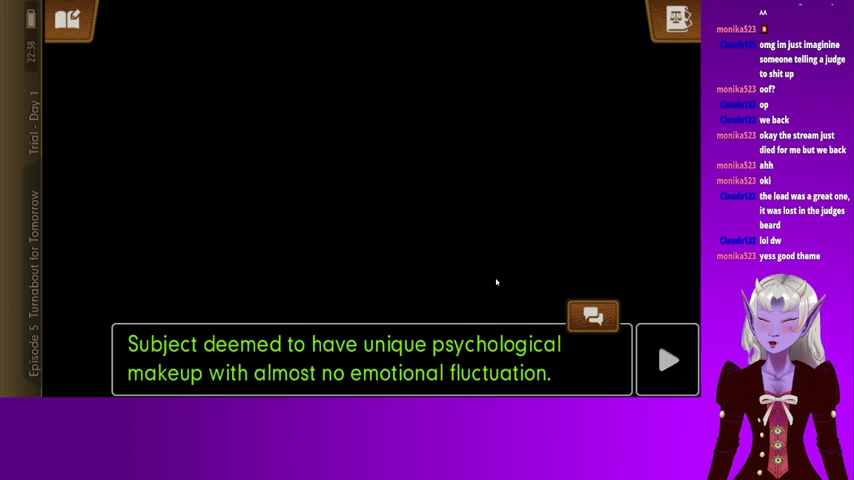 22:38
Trial - Day 1
Episode 5 Turnabout for Tomorrow
Subject deemed to have unique psychological
makeup with almost no emotional fluctuation.
^^
monika523
omg im just imagine
someone telling a judge
to shit up
monika523 oof?
op
we back
monika523 okay the stream just
died for me but we back
monika523 ahh
monika523 oki
the lead was a great one,
it was lost in the judges
beard
lol dw
monika523 yess good theme